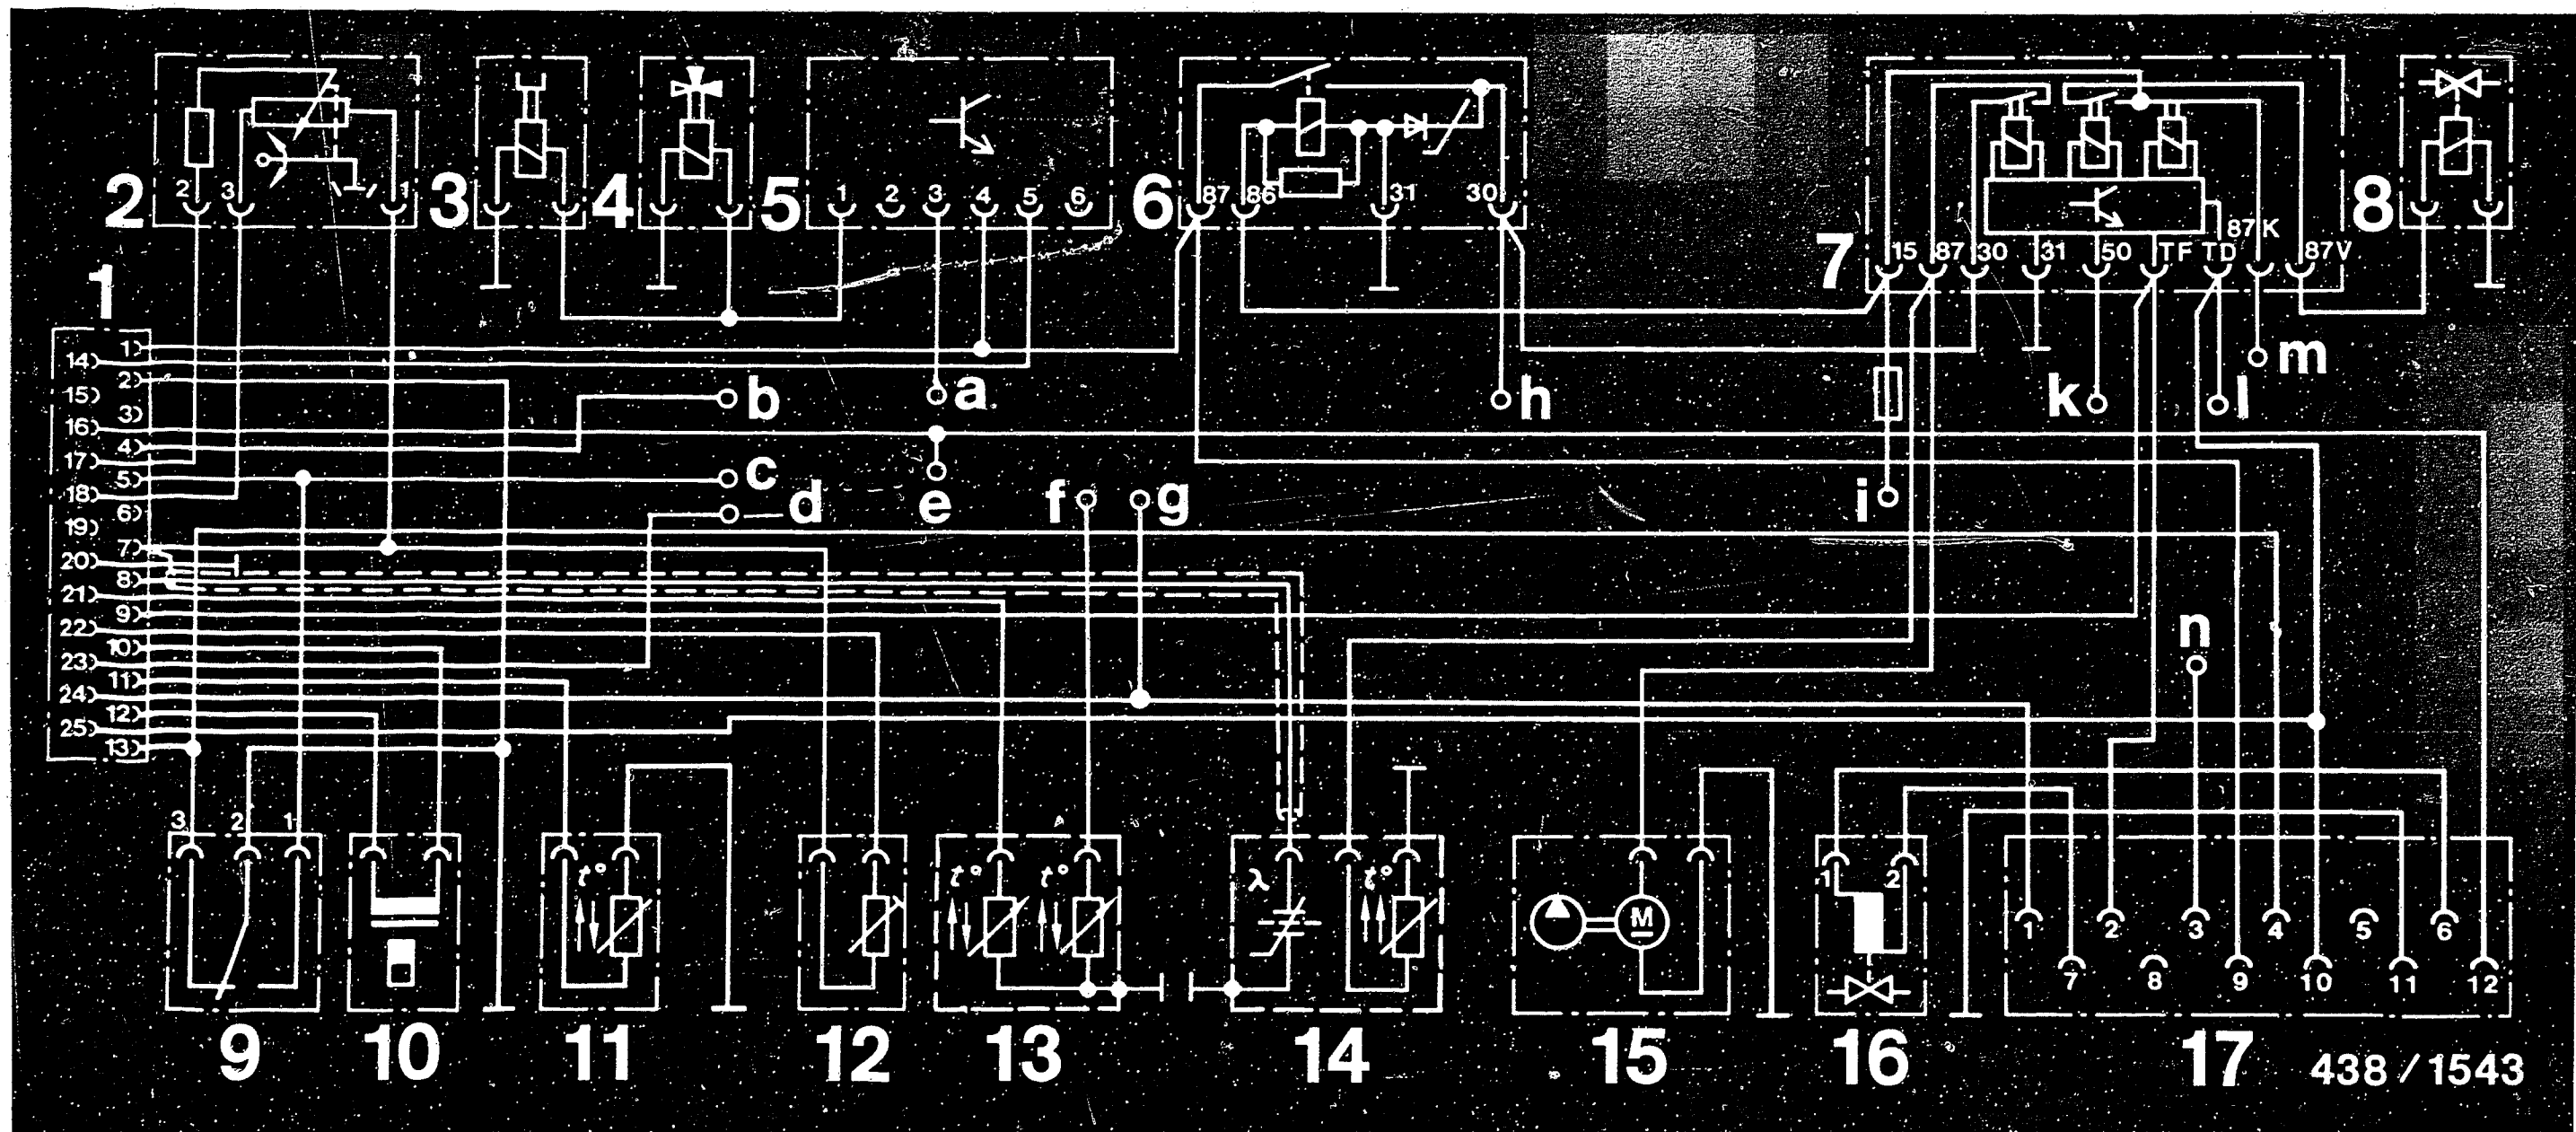 2 3 1
2 3 4 5 6 7 8
1 2 3 4 5 6
87 86 31 30
15 87 30 31 50 TF TD 87K 87V
1
1
14
2
15
3
16
4
17
5
18
6
19
7
20
8
21
9
22
10
23
11
24
12
25
13
b a h k l m
c
d e f g i
n
3 2 1
t° t° t° λ t° M 1 2
1 2 3 4 5 6
7 8 9 10 11 12
9 10 11 12 13 14 15 16 17
438/1543